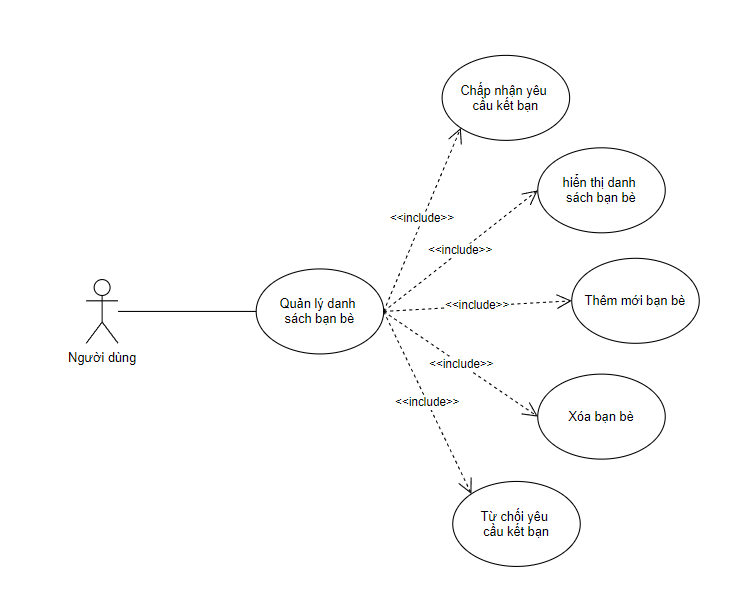 Chấp nhận yêu
cầu kết bạn
hiển thị danh
sách bạn bè
<<include>>
<<include>>
Quản lý danh
sách bạn bè
<<include>>
Thêm mới bạn bè
Người dùng
<<include>>
<<include>>
Xóa bạn bè
Từ chối yêu
cầu kết bạn